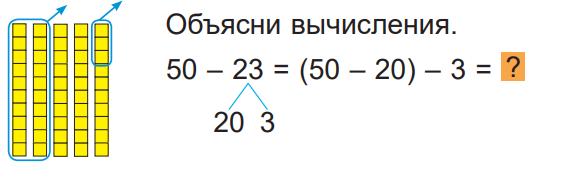 Объясни вычисления.
50 – 23 = (50 – 20) – 3 = ?
20 3